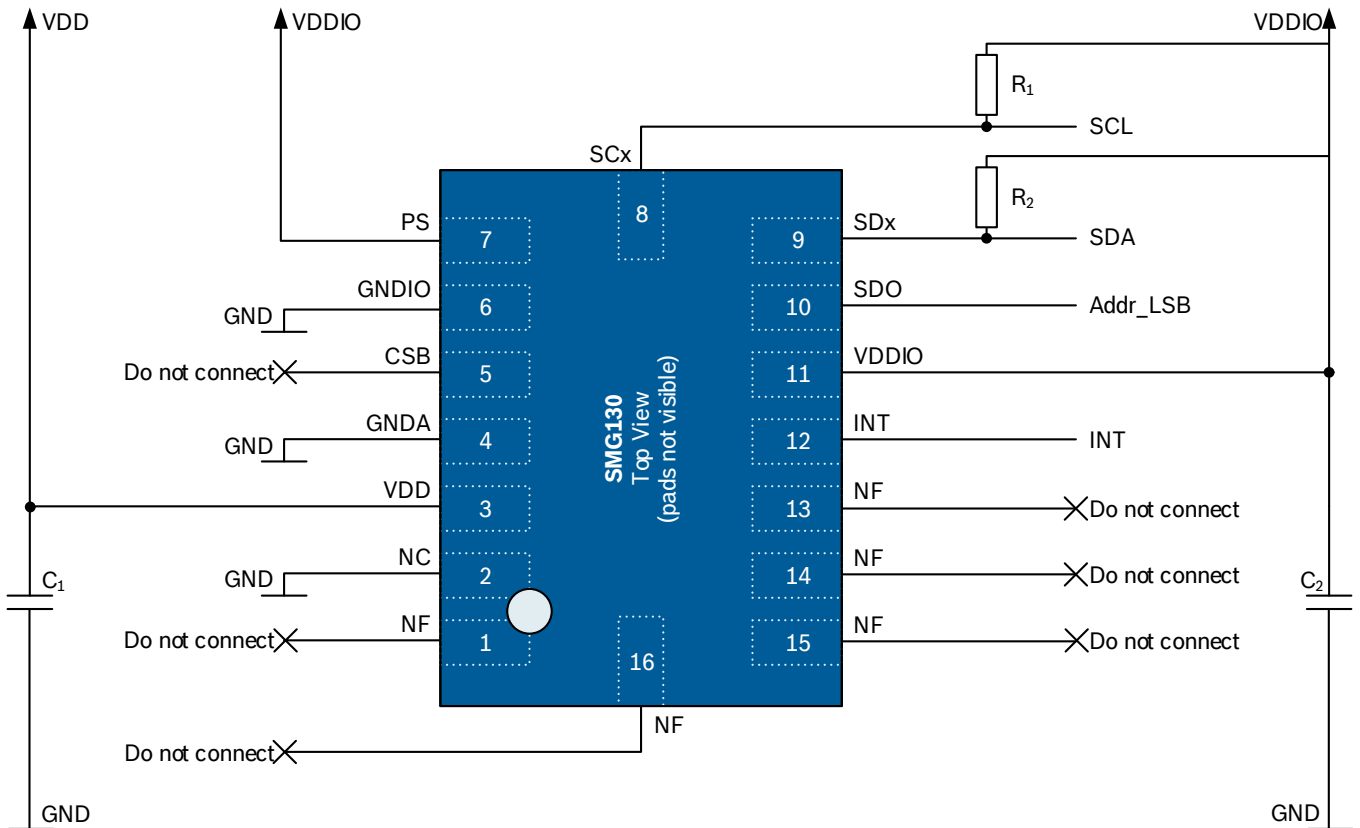 VDD
VDDIO
VDDIO
R1
SCL
SCx
8
R2
PS
7
9
SDx
SDA
GNDIO
GND
6
10
SDO
Addr_LSB
CSB
Do not connect
5
11
VDDIO
GNDA
GND
4
12
INT
INT
SMG130
Top View
(pads not visible)
VDD
3
13
NF
Do not connect
NC
GND
2
14
NF
Do not connect
C1
C2
NF
Do not connect
1
15
NF
Do not connect
16
NF
Do not connect
GND
GND